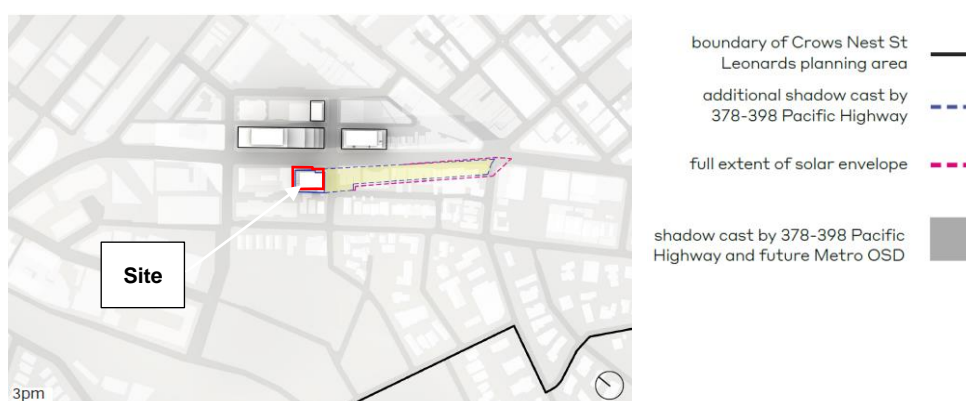 boundary of Crows Nest St
Leonards planning area
additional shadow cast by
378-398 Pacific Highway
full extent of solar envelope
shadow cast by 378-398 Pacific
Highway and future Metro OSD
Site
3pm